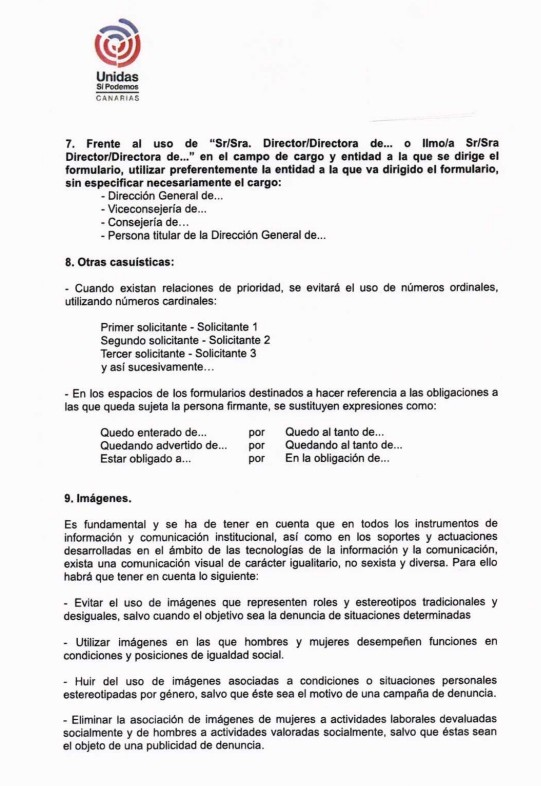 Unidas
Sí Podemos
CANARIAS
7. Frente al uso de "Sr/Sra. Director/Directora de... o Ilmo/a Sr/Sra
Director/Directora de..." en el campo de cargo y entidad a la que se dirige el
formulario, utilizar preferentemente la entidad a la que va dirigido el formulario,
sin especificar necesariamente el cargo:
- Dirección General de...
- Viceconsejería de...
- Consejería de...
- Persona titular de la Dirección General de...
8. Otras casuísticas:
- Cuando existan relaciones de prioridad, se evitará el uso de números ordinales,
utilizando números cardinales:
Primer solicitante - Solicitante 1
Segundo solicitante - Solicitante 2
Tercer solicitante - Solicitante 3
y así sucesivamente...
- En los espacios de los formularios destinados a hacer referencia a las obligaciones a
las que queda sujeta la persona firmante, se sustituyen expresiones como:
Quedo enterado de... por Quedo al tanto de...
Quedando advertido de... por Quedando al tanto de...
Estar obligado a... por En la obligación de...
9. Imágenes.
Es fundamental y se ha de tener en cuenta que en todos los instrumentos de
información y comunicación institucional, así como en los soportes y actuaciones
desarrolladas en el ámbito de las tecnologías de la información y la comunicación,
exista una comunicación visual de carácter igualitario, no sexista y diversa. Para ello
habrá que tener en cuenta lo siguiente:
- Evitar el uso de imágenes que representen roles y estereotipos tradicionales y
desiguales, salvo cuando el objetivo sea la denuncia de situaciones determinadas
- Utilizar imágenes en las que hombres y mujeres desempeñen funciones en
condiciones y posiciones de igualdad social.
- Huir del uso de imágenes asociadas a condiciones o situaciones personales
estereotipadas por género, salvo que éste sea el motivo de una campaña de denuncia.
- Eliminar la asociación de imágenes de mujeres a actividades laborales devaluadas
socialmente y de hombres a actividades valoradas socialmente, salvo que éstas sean
el objeto de una publicidad de denuncia.